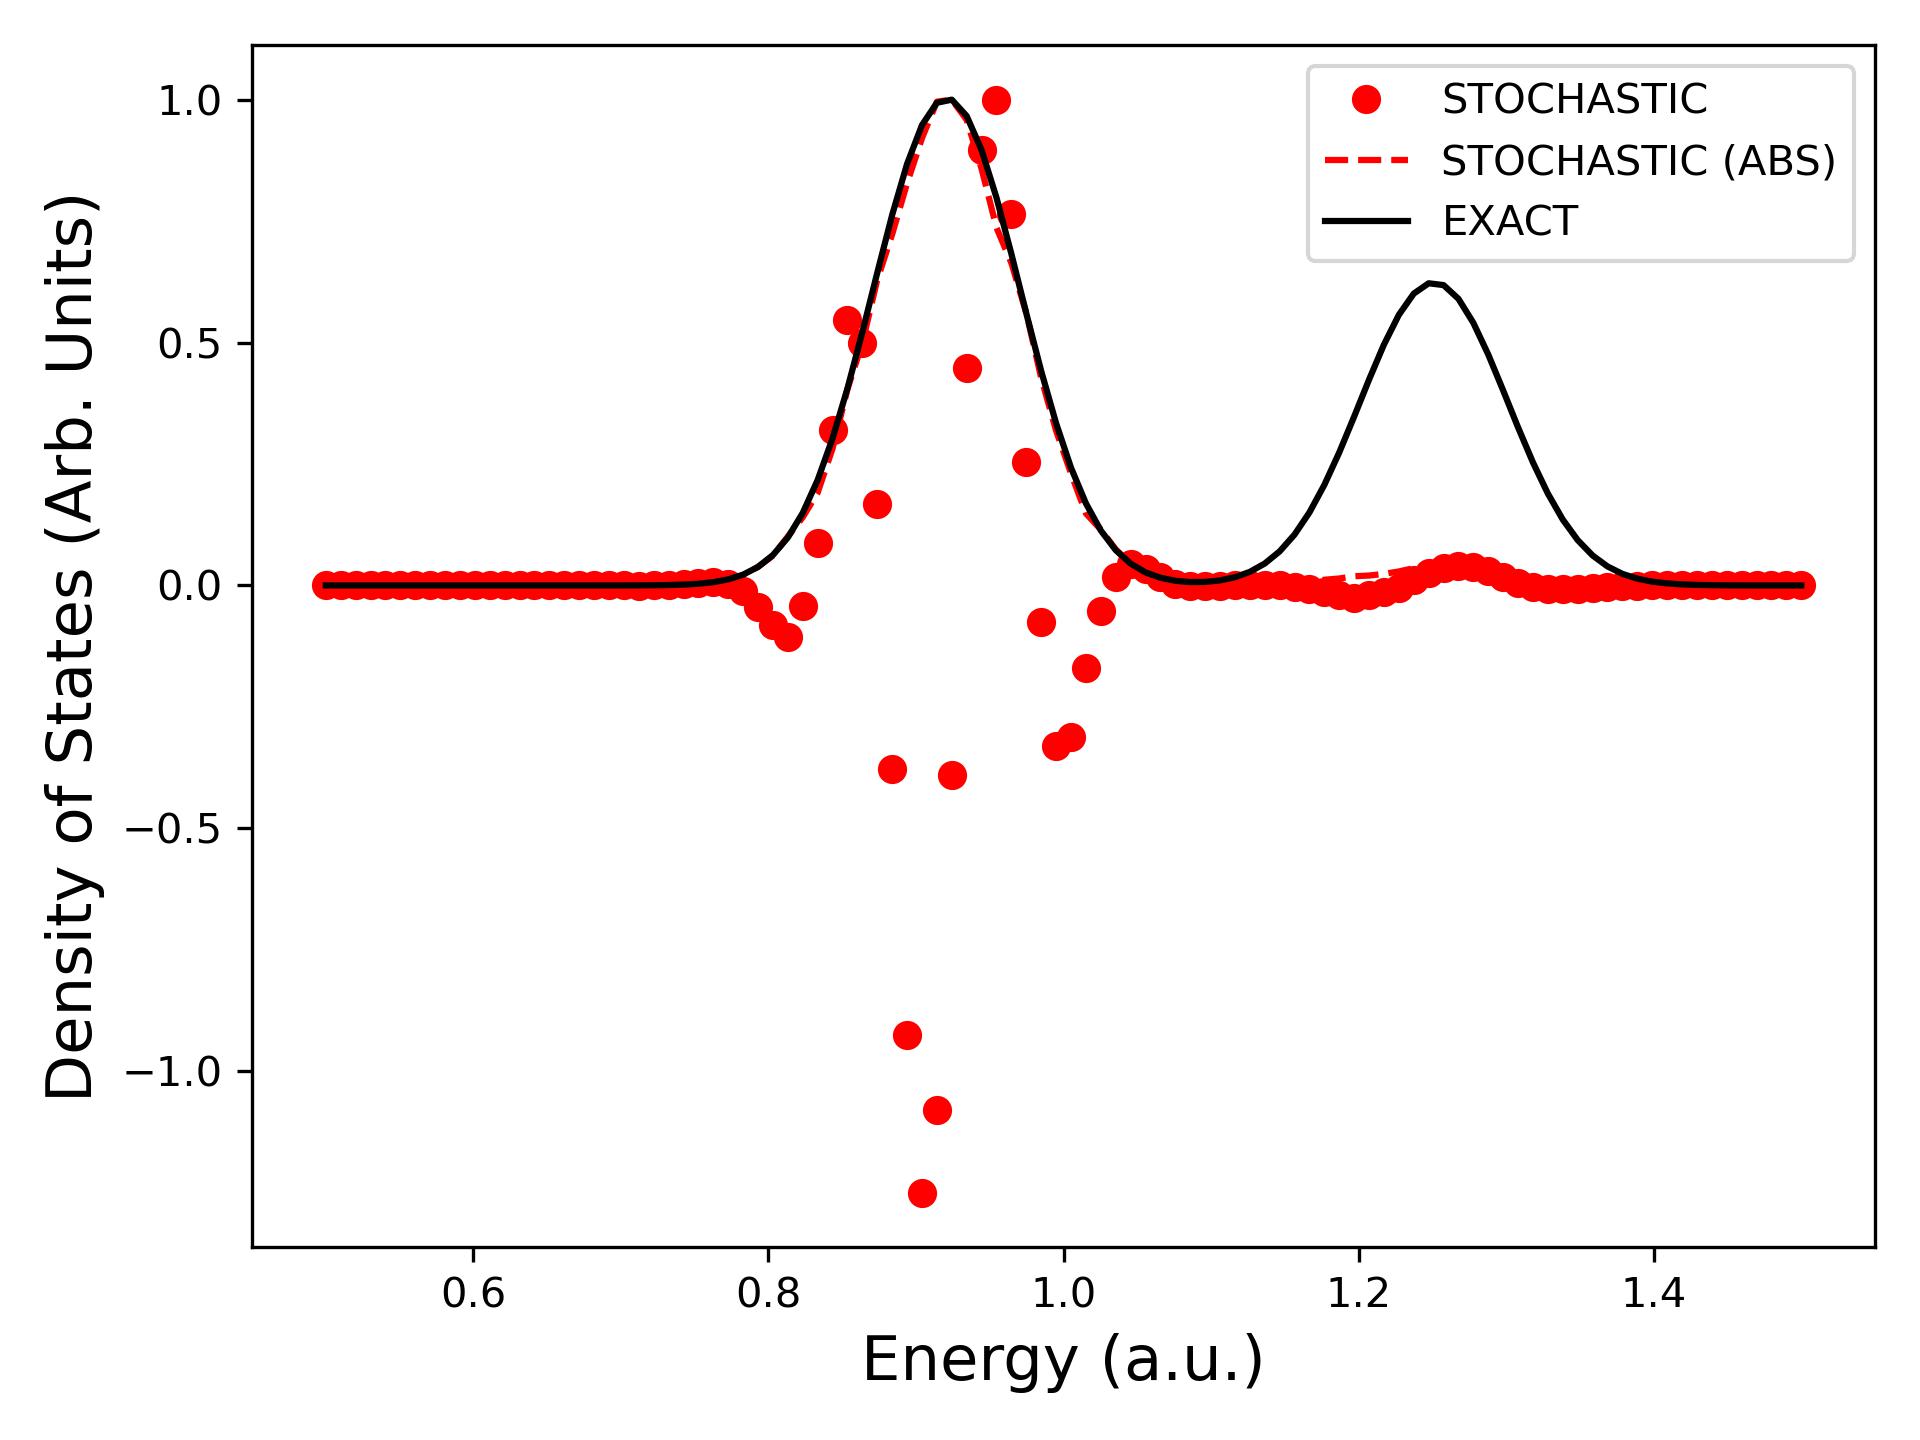 STOCHASTIC
STOCHASTIC (ABS)
EXACT
Density of States (Arb. Units)
1.0
0.5
0.0
−0.5
−1.0
0.6 0.8 1.0 1.2 1.4
Energy (a.u.)